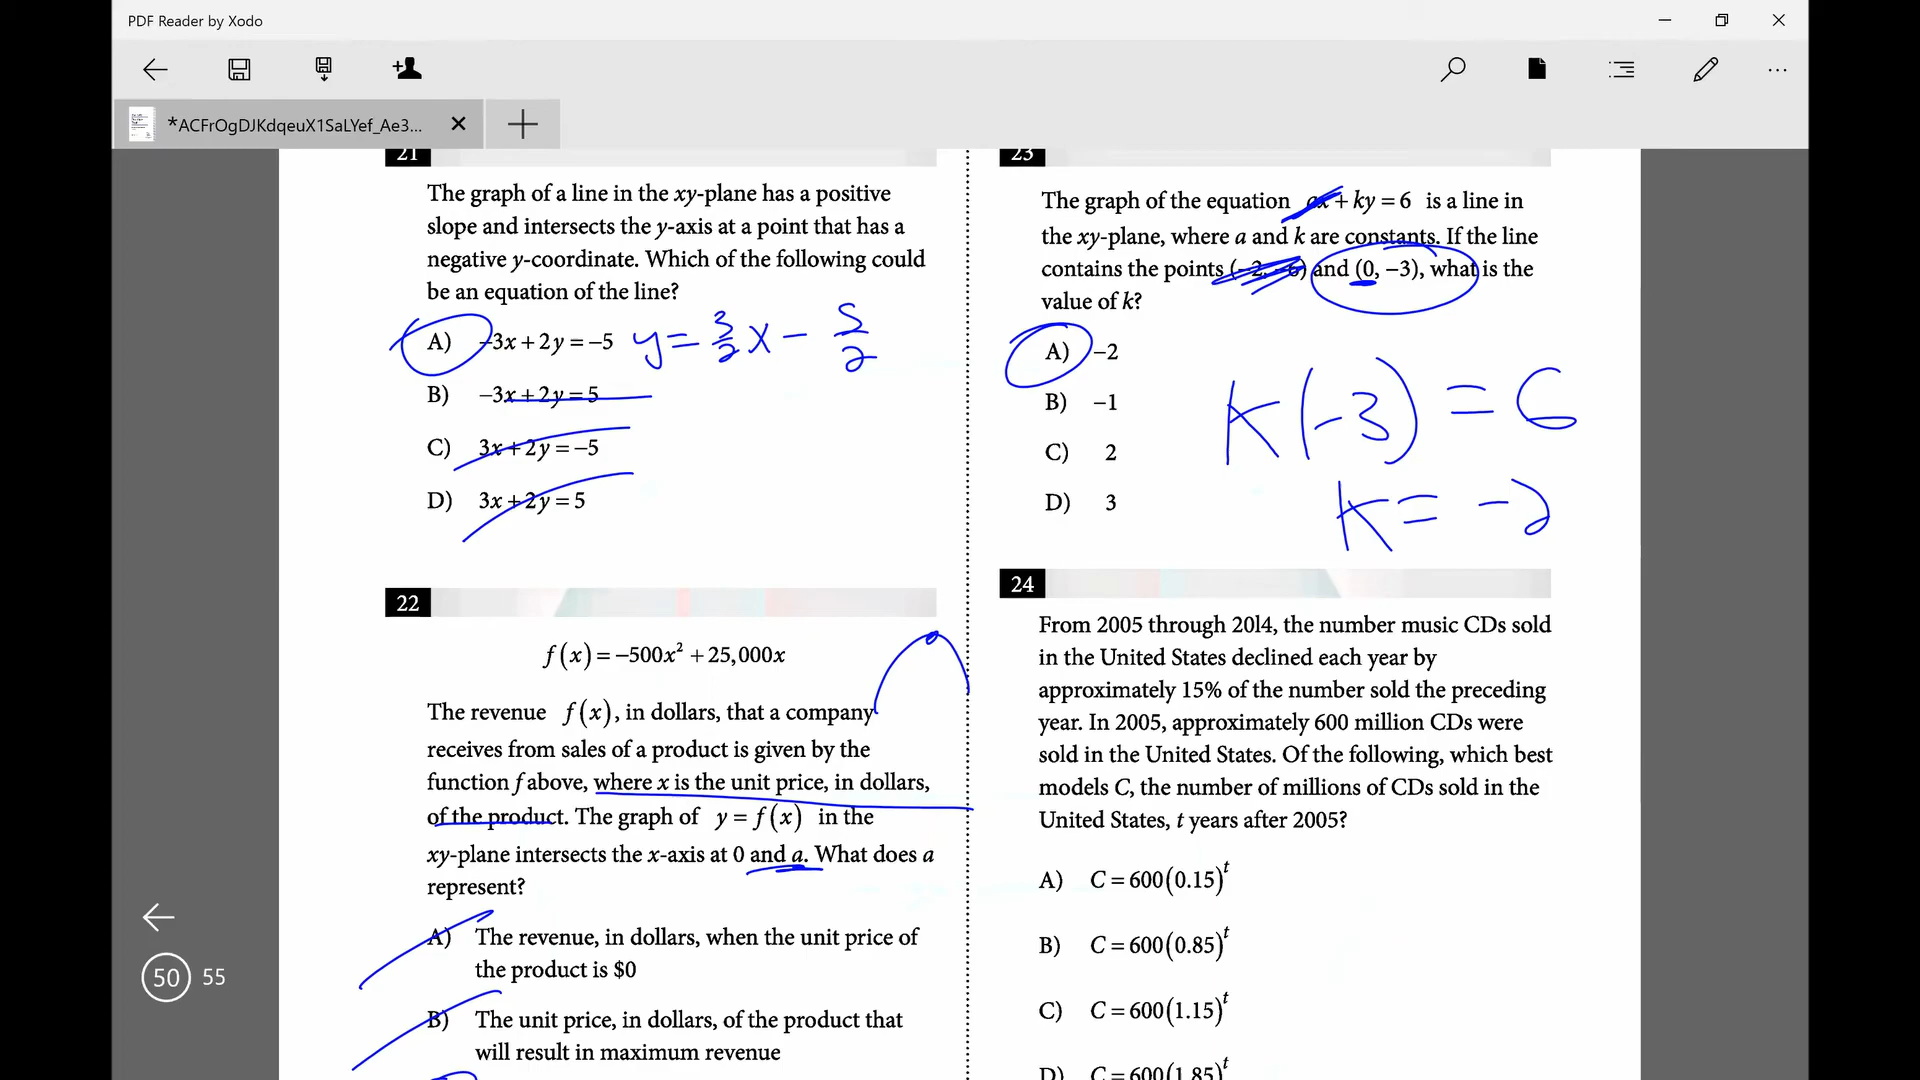 PDF Reader by Xodo
*ACFrOgDJKdqeuX1SaLYef_Ae3...
21
The graph of a line in the xy-plane has a positive
slope and intersects the y-axis at a point that has a
negative y-coordinate. Which of the following could
be an equation of the line?
A) −3x + 2y = −5 y = 3/2 x − 5/2
B) −3x + 2y = 5
C) 3x + 2y = −5
D) 3x + 2y = 5
22
f(x) = −500x² + 25,000x
The revenue f(x), in dollars, that a company
receives from sales of a product is given by the
function f above, where x is the unit price, in dollars,
of the product. The graph of y = f(x) in the
xy-plane intersects the x-axis at 0 and a. What does a
represent?
A) The revenue, in dollars, when the unit price of
the product is $0
B) The unit price, in dollars, of the product that
will result in maximum revenue
23
The graph of the equation ax + ky = 6 is a line in
the xy-plane, where a and k are constants. If the line
contains the points (−2, −6) and (0, −3), what is the
value of k?
A) −2
B) −1
C) 2
D) 3
K(−3) = 6
K = −2
24
From 2005 through 2014, the number music CDs sold
in the United States declined each year by
approximately 15% of the number sold the preceding
year. In 2005, approximately 600 million CDs were
sold in the United States. Of the following, which best
models C, the number of millions of CDs sold in the
United States, t years after 2005?
A) C = 600(0.15)ᵗ
B) C = 600(0.85)ᵗ
C) C = 600(1.15)ᵗ
D) C = 600(1.85)ᵗ
50 55